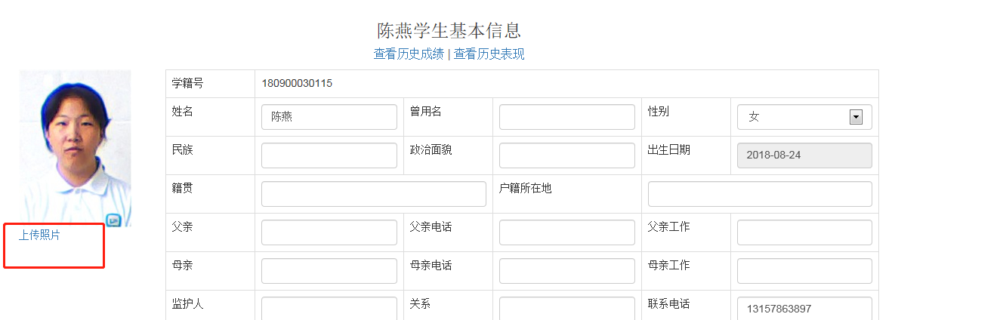 陈燕学生基本信息
查看历史成绩 | 查看历史表现
学籍号 180900030115
姓名 陈燕 曾用名 性别 女
民族 政治面貌 出生日期 2018-08-24
籍贯 户籍所在地
上传照片
父亲 父亲电话 父亲工作
母亲 母亲电话 母亲工作
监护人 关系 联系电话 13157863897